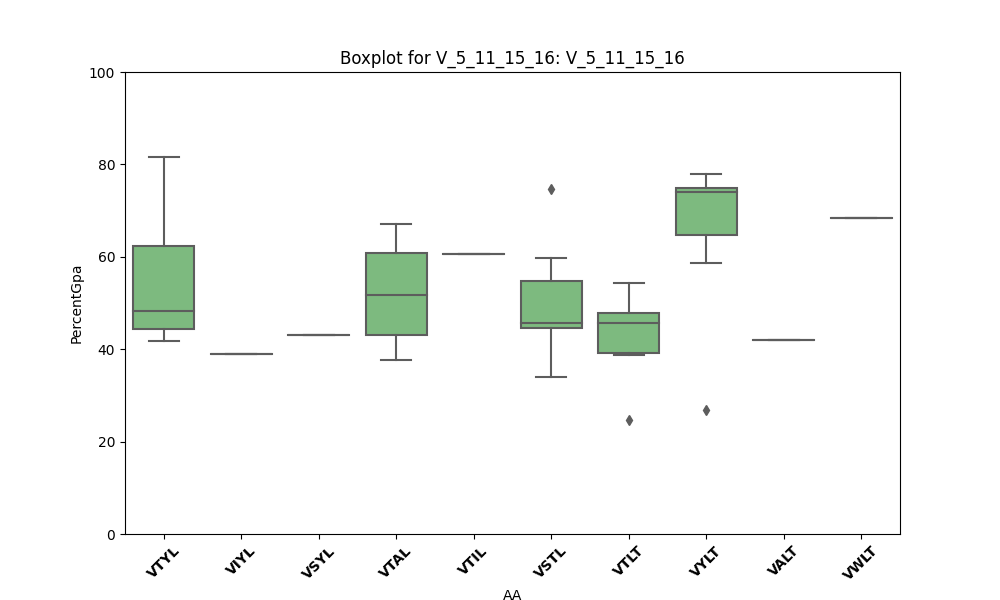 Boxplot for V_5_11_15_16: V_5_11_15_16
100
80
60
40
20
0
PercentGpa
VTYL
VIYL
VSYL
VTAL
VTIL
VSTL
VTLT
VYLT
VALT
VWLT
AA